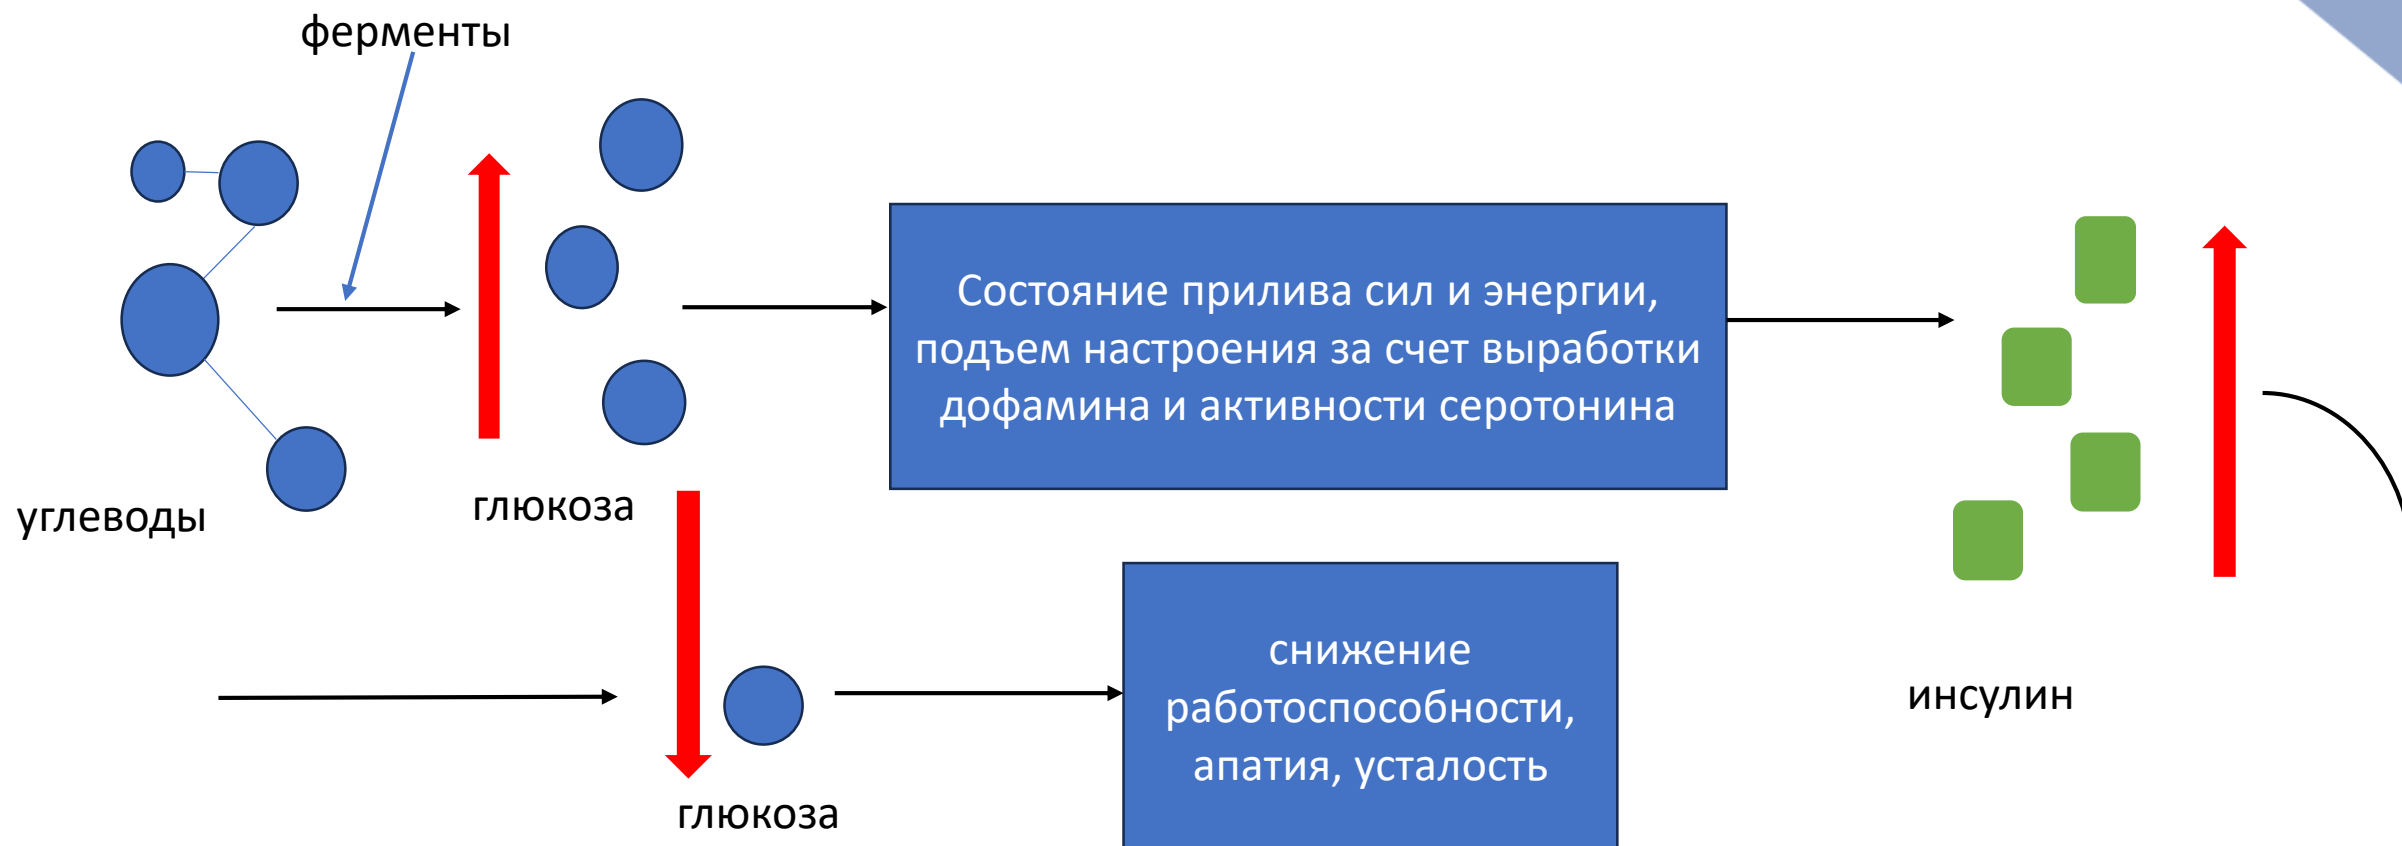 ферменты
углеводы
глюкоза
Состояние прилива сил и энергии,
подъем настроения за счет выработки
дофамина и активности серотонина
инсулин
глюкоза
снижение
работоспособности,
апатия, усталость